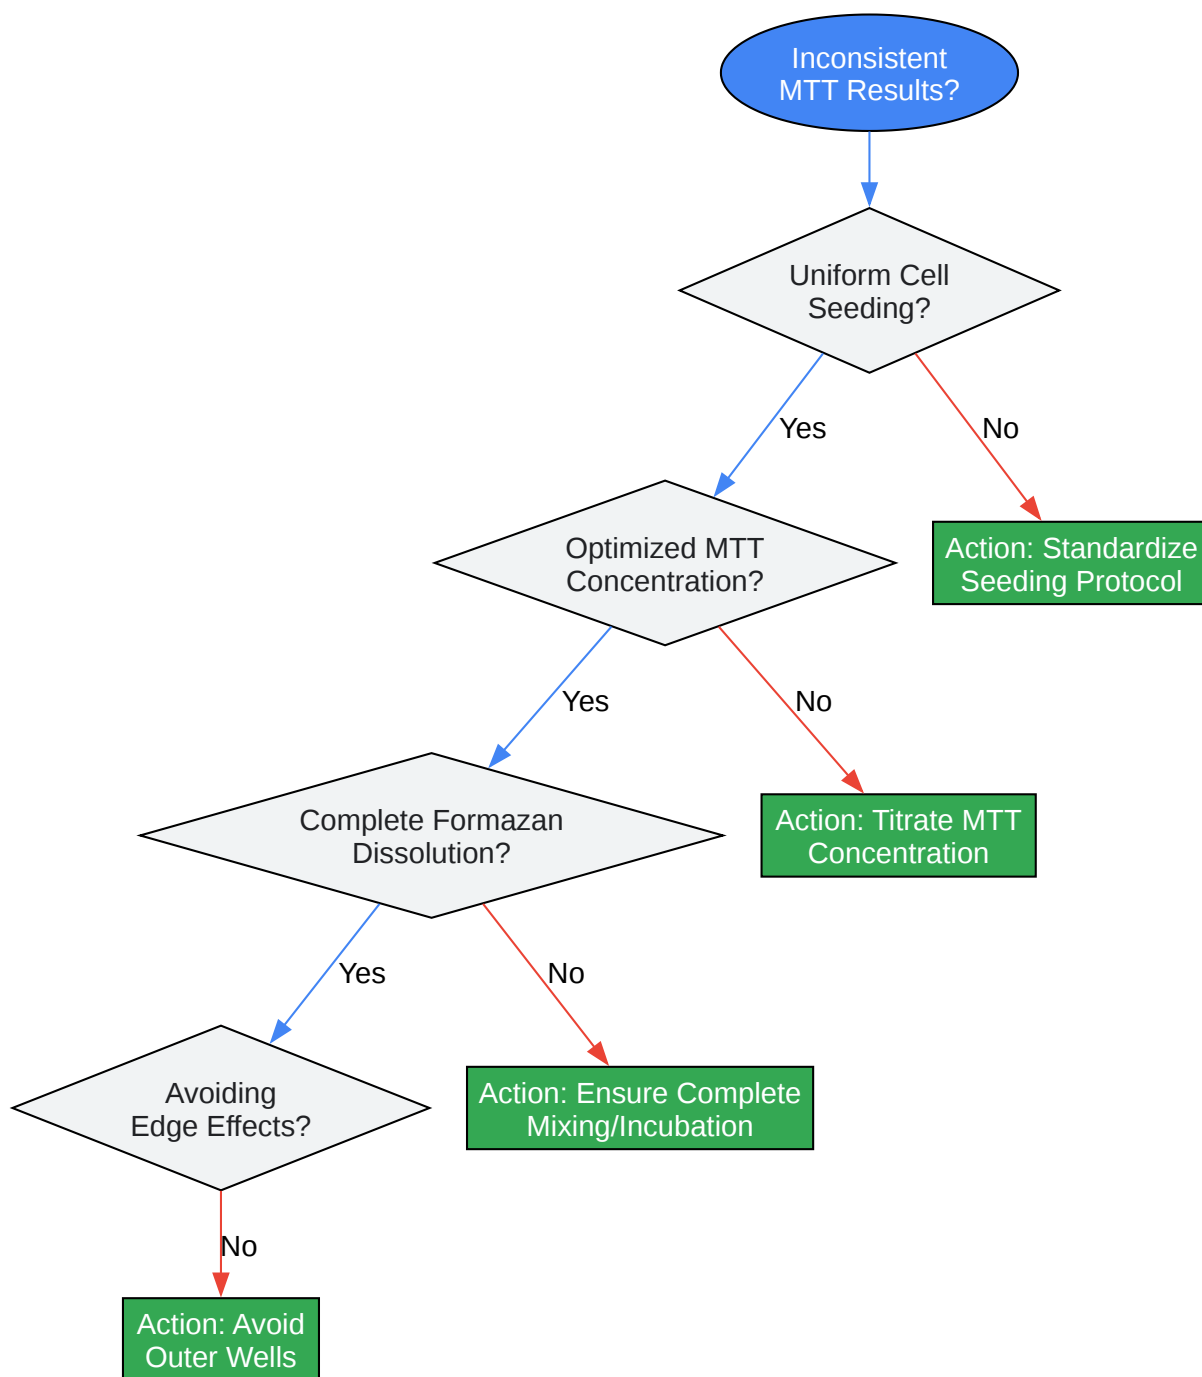 Inconsistent
MTT Results?
Uniform Cell
Seeding?
Yes
No
Optimized MTT
Concentration?
Action: Standardize
Seeding Protocol
Yes
No
Complete Formazan
Dissolution?
Action: Titrate MTT
Concentration
Yes
No
Avoiding
Edge Effects?
Action: Ensure Complete
Mixing/Incubation
No
Action: Avoid
Outer Wells